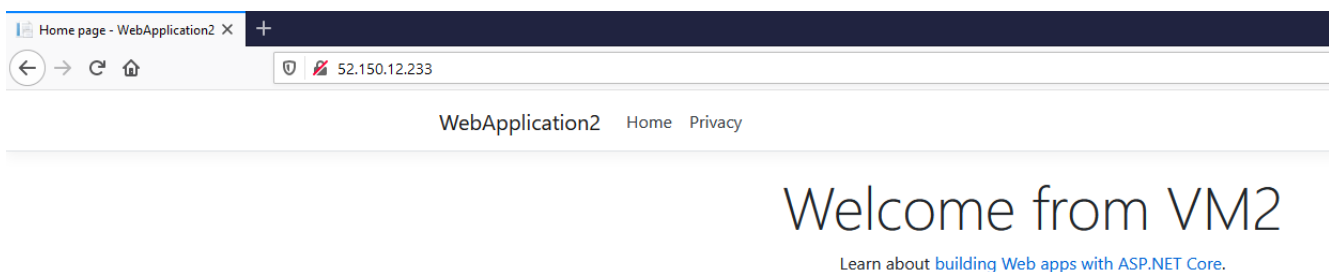 Home page - WebApplication2
52.150.12.233
WebApplication2 Home Privacy
Welcome from VM2
Learn about building Web apps with ASP.NET Core.